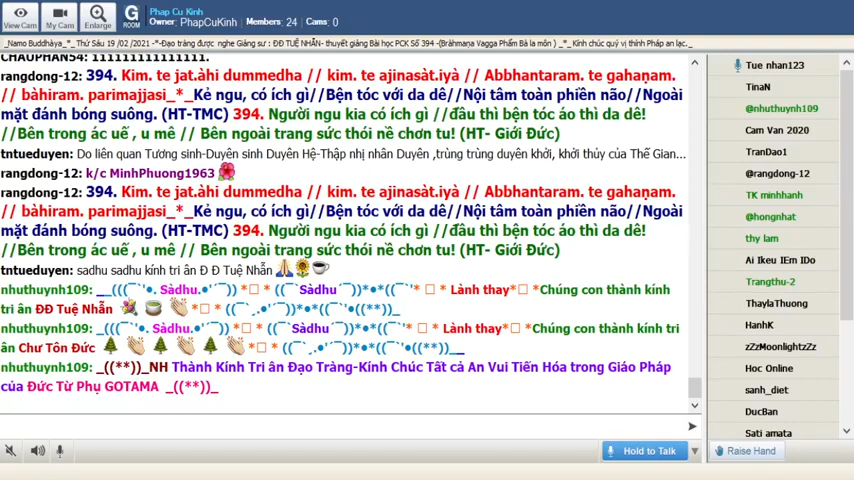 View Cam
My Cam
Enlarge
G
ROOM
Phap Cu Kinh
Owner: PhapCuKinh Members: 24 Cams: 0
_Namo Buddhàya_*_ Thứ Sáu 19 /02 /2021 -*-Đạo tràng được nghe Giảng sư : ĐĐ TUỆ NHẪN- thuyết giảng Bài học PCK Số 394 -(Bràhmaṇa Vagga Phẩm Bà la môn ) _*_ Kính chúc quý vị thính Pháp an lạc,_
CHAUPHAN54: 111111111111111.
rangdong-12: 394. Kim. te jat.àhi dummedha // kim. te ajinasàt.iyà // Abbhantaram. te gahaṇaṃ.
// bàhiram. parimajjasi_*_Kẻ ngu, có ích gì//Bện tóc với da dê//Nội tâm toàn phiền não//Ngoài
mặt đánh bóng suông. (HT-TMC) 394. Người ngu kia có ích gì //đầu thì bện tóc áo thì da dê!
//Bên trong ác uế , u mê // Bên ngoài trang sức thói nề chơn tu! (HT- Giới Đức)
tntueduyen: Do liên quan Tương sinh-Duyên sinh Duyên Hệ-Thập nhị nhân Duyên ,trùng trùng duyên khởi, khởi thủy của Thế Gian...
rangdong-12: k/c MinhPhuong1963
rangdong-12: 394. Kim. te jat.àhi dummedha // kim. te ajinasàt.iyà // Abbhantaram. te gahaṇaṃ.
// bàhiram. parimajjasi_*_Kẻ ngu, có ích gì//Bện tóc với da dê//Nội tâm toàn phiền não//Ngoài
mặt đánh bóng suông. (HT-TMC) 394. Người ngu kia có ích gì //đầu thì bện tóc áo thì da dê!
//Bên trong ác uế , u mê // Bên ngoài trang sức thói nề chơn tu! (HT- Giới Đức)
tntueduyen: sadhu sadhu kính tri ân Đ Đ Tuệ Nhẫn 🙏🌻☕
nhuthuynh109: __(((¯`'•. Sàdhu.•'´¯)) *□ * ((¯`Sàdhu´¯))*•*((¯`'* □ * Lành thay*□ *Chúng con thành kính
tri ân ĐĐ Tuệ Nhẫn 💐 🍵 👏 *□ * ((¯`´¸.•'´¯))*•*((¯`'•((**))_
nhuthuynh109: _(((¯`'•. Sàdhu.•'´¯)) *□ * ((¯`Sàdhu´¯))*•*((¯`'* □ * Lành thay*□ *Chúng con thành kính tri
ân Chư Tôn Đức 🌲 👏 🌲 👏 🌲 👏 *□ * ((¯`´¸.•'´¯))*•*((¯`'•((**))__
nhuthuynh109: _((**))_NH Thành Kính Tri ân Đạo Tràng-Kính Chúc Tất cả An Vui Tiến Hóa trong Giáo Pháp
của Đức Từ Phụ GOTAMA _((**))_
Tue nhan123
TinaN
@nhuthuynh109
Cam Van 2020
TranDao1
@rangdong-12
TK minhhanh
@hongnhat
thy lam
Ai Ikeu IEm IDo
Trangthu-2
ThaylaThuong
HanhK
zZzMoonlightzZz
Hoc Online
sanh_diet
DucBan
Sati amata
Hold to Talk
Raise Hand